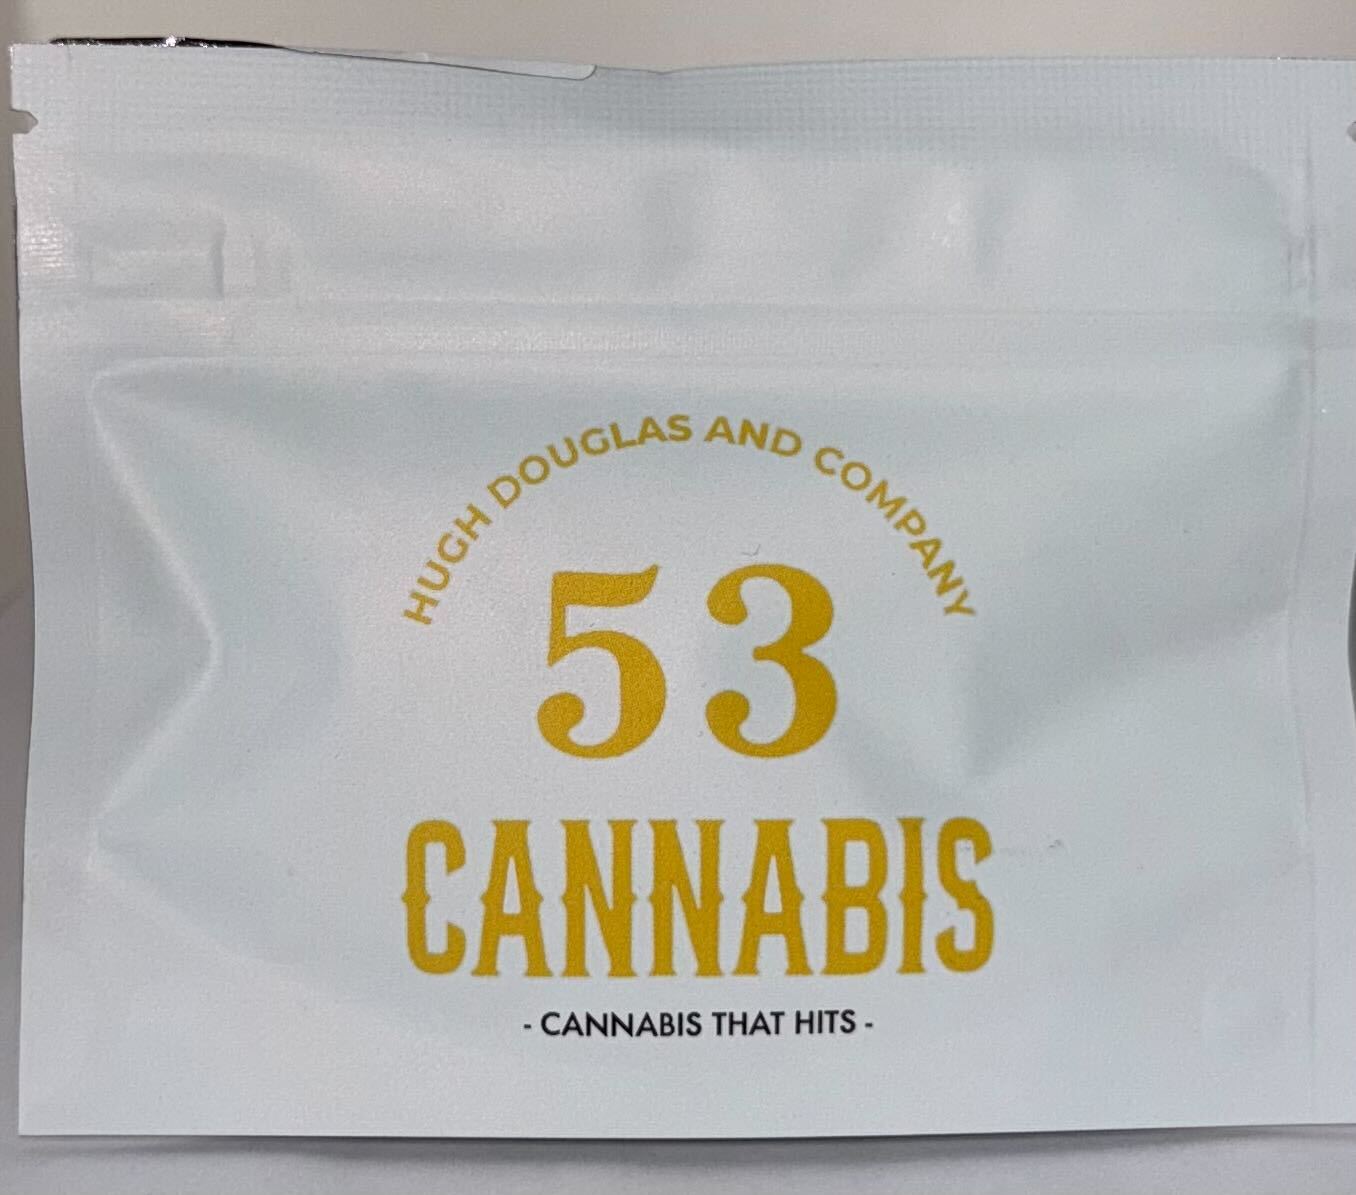 HUGH DOUGLAS AND COMPANY
53
CANNABIS
- CANNABIS THAT HITS -